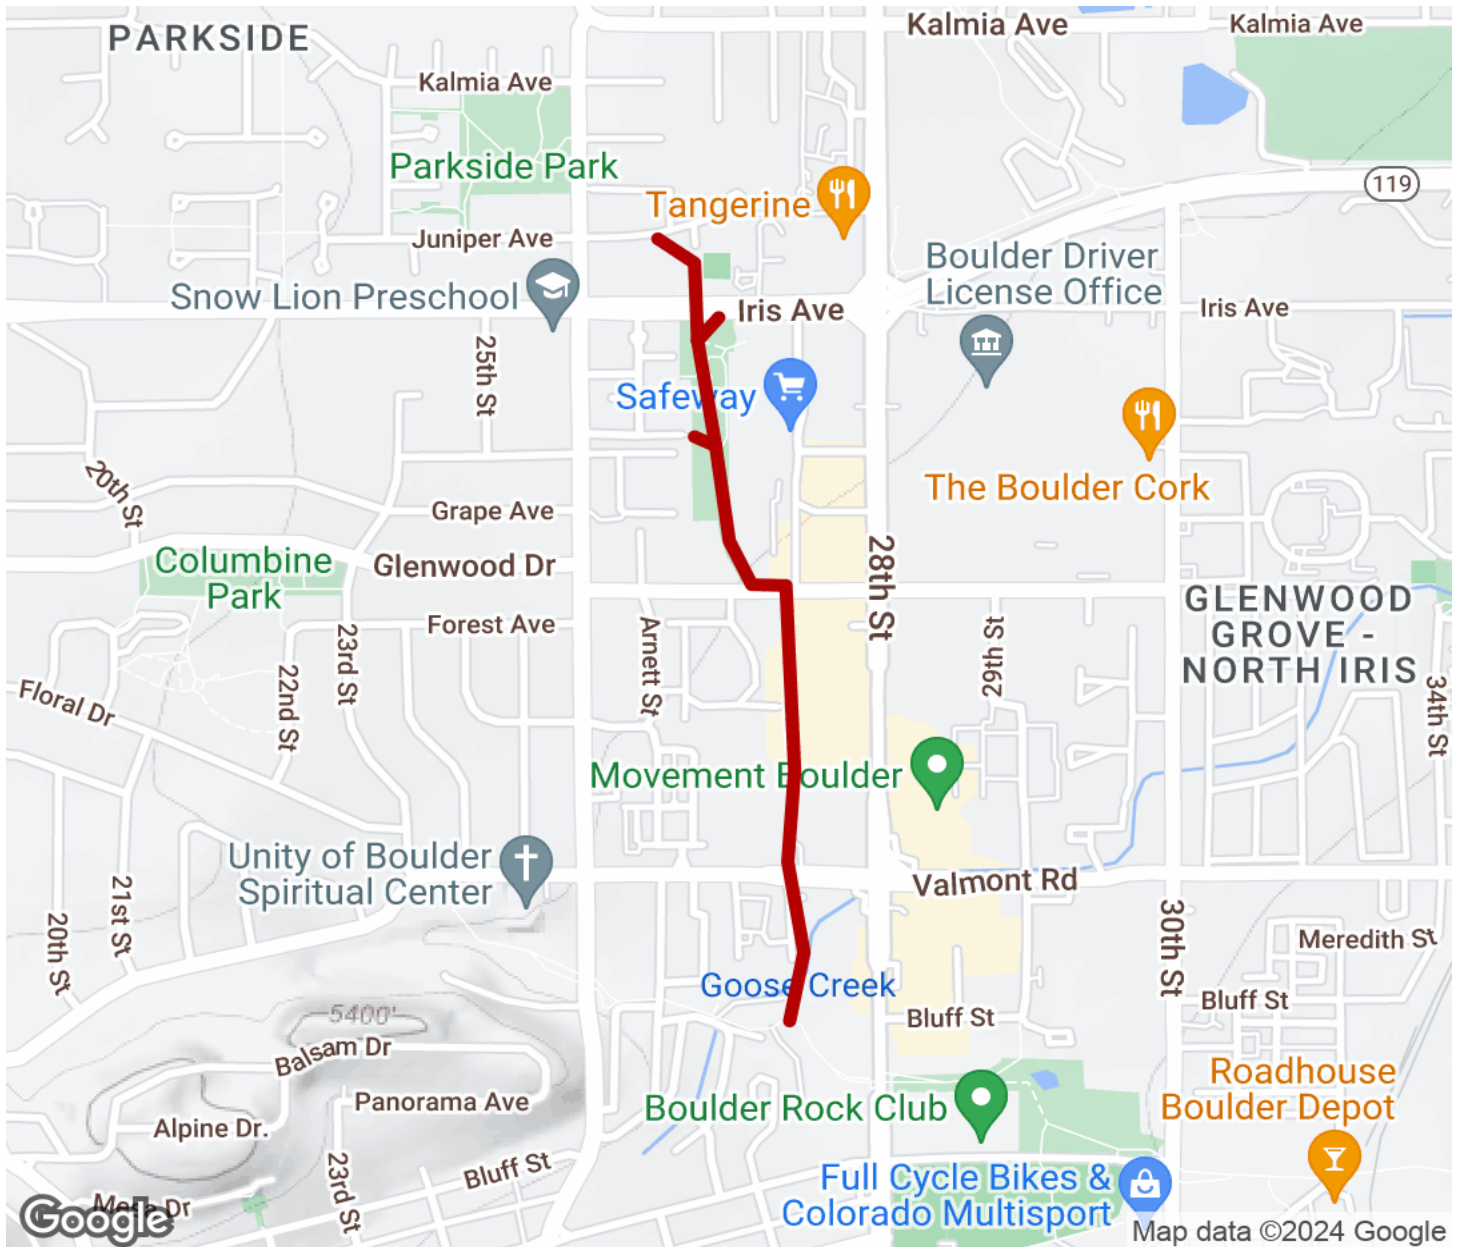 PARKSIDE
Kalmia Ave
Kalmia Ave
Kalmia Ave
Parkside Park
119
Tangerine
Juniper Ave
Boulder Driver
License Office
Snow Lion Preschool
Iris Ave
Iris Ave
25th St
Safeway
20th St
The Boulder Cork
Grape Ave
Columbine
Park
Glenwood Dr
28th St
GLENWOOD
GROVE -
NORTH IRIS
Forest Ave
Arnett St
29th St
23rd St
22nd St
Floral Dr
34th St
Movement Boulder
Unity of Boulder
Spiritual Center
Valmont Rd
21st St
20th St
30th St
Meredith St
Goose Creek
Bluff St
Bluff St
5400'
Balsam Dr
Panorama Ave
Alpine Dr.
Boulder Rock Club
Roadhouse
Boulder Depot
23rd St
Bluff St
Full Cycle Bikes &
Colorado Multisport
Mesa Dr
Google
Map data ©2024 Google